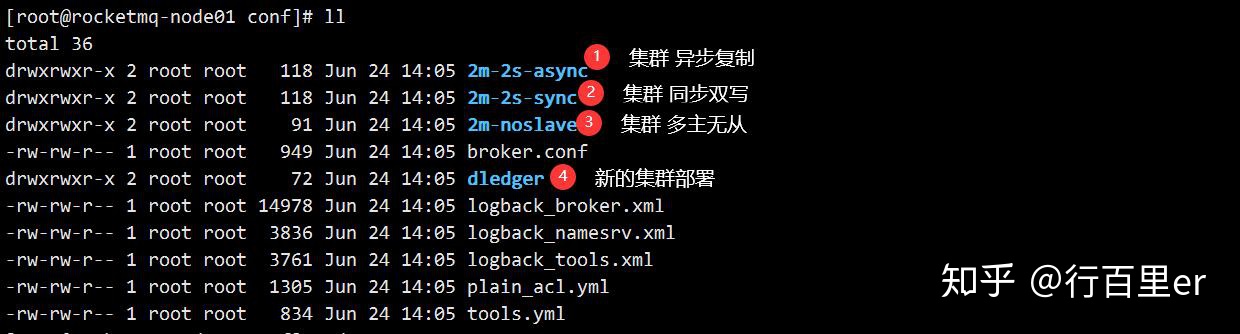 [root@rocketmq-node01 conf]# ll
total 36
drwxrwxr-x 2 root root   118 Jun 24 14:05 2m-2s-async 1 集群 异步复制
drwxrwxr-x 2 root root   118 Jun 24 14:05 2m-2s-sync 2 集群 同步双写
drwxrwxr-x 2 root root    91 Jun 24 14:05 2m-noslave 3 集群 多主无从
-rw-rw-r-- 1 root root   949 Jun 24 14:05 broker.conf
drwxrwxr-x 2 root root    72 Jun 24 14:05 dledger 4 新的集群部署
-rw-rw-r-- 1 root root 14978 Jun 24 14:05 logback_broker.xml
-rw-rw-r-- 1 root root  3836 Jun 24 14:05 logback_namesrv.xml
-rw-rw-r-- 1 root root  3761 Jun 24 14:05 logback_tools.xml
-rw-rw-r-- 1 root root  1305 Jun 24 14:05 plain_acl.yml
-rw-rw-r-- 1 root root   834 Jun 24 14:05 tools.yml
知乎 @行百里er